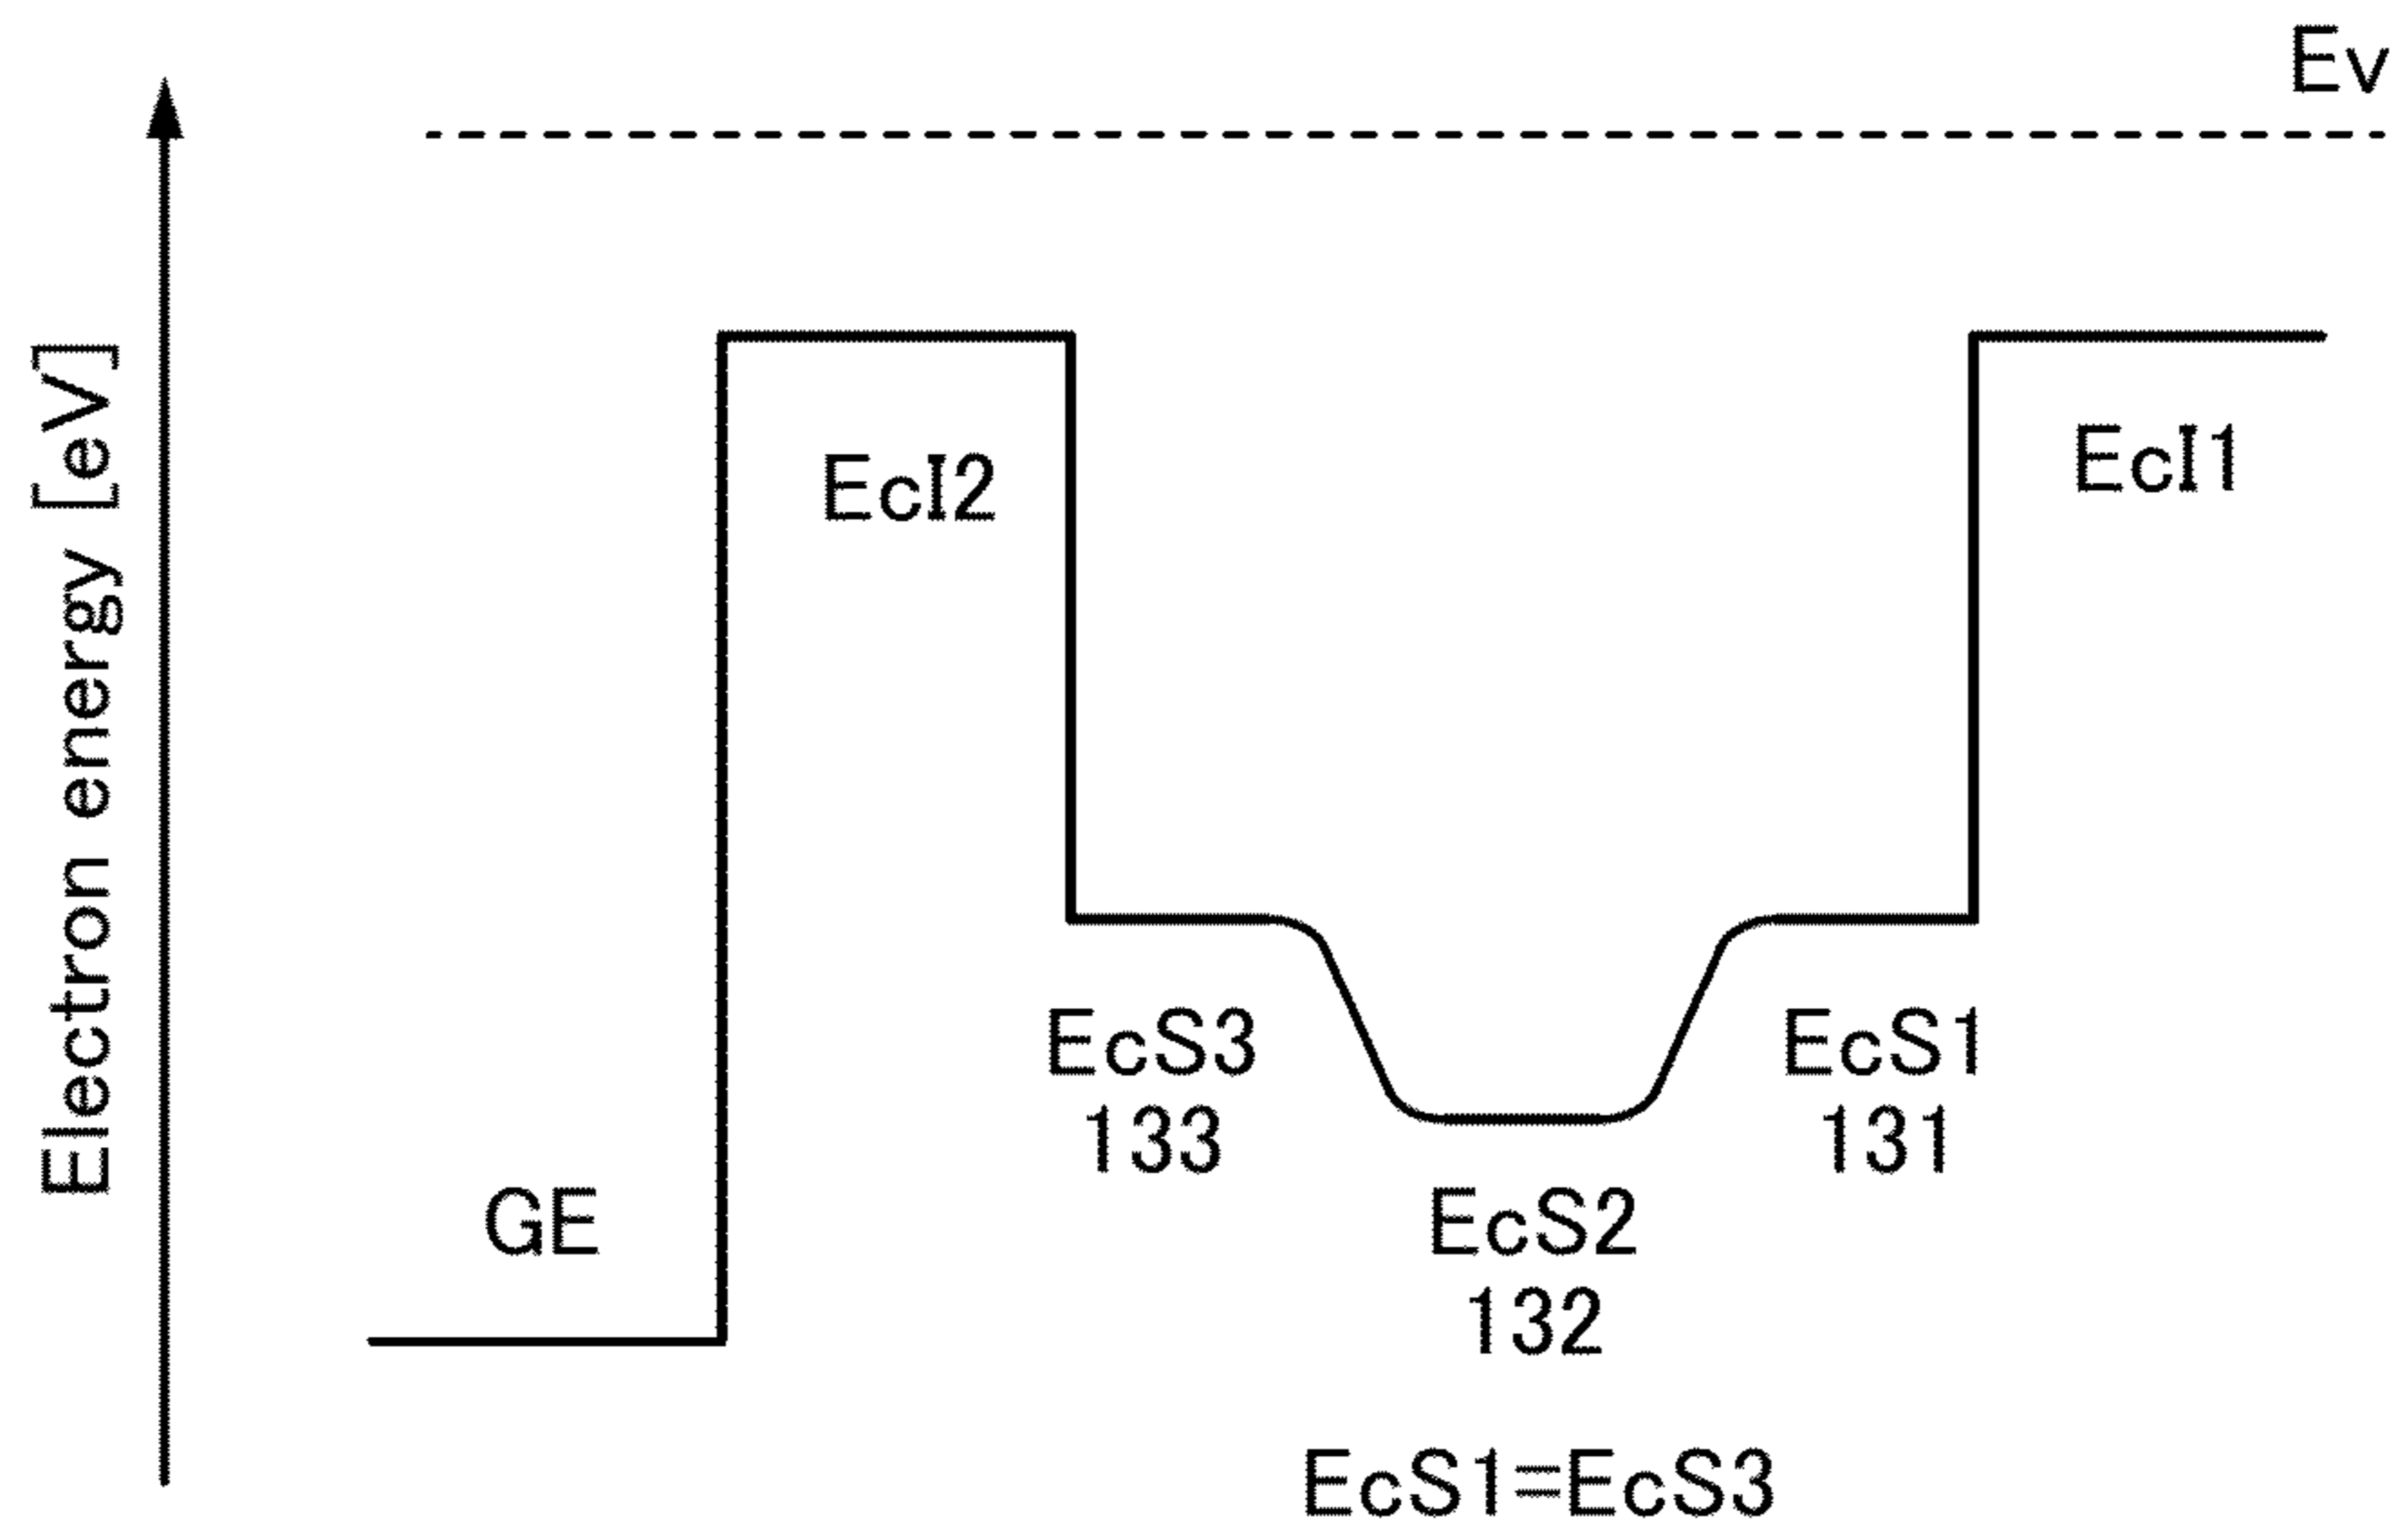 Ev
Electron energy [eV]
EcI2
EcI1
EcS3
133
EcS1
131
GE
EcS2
132
EcS1=EcS3